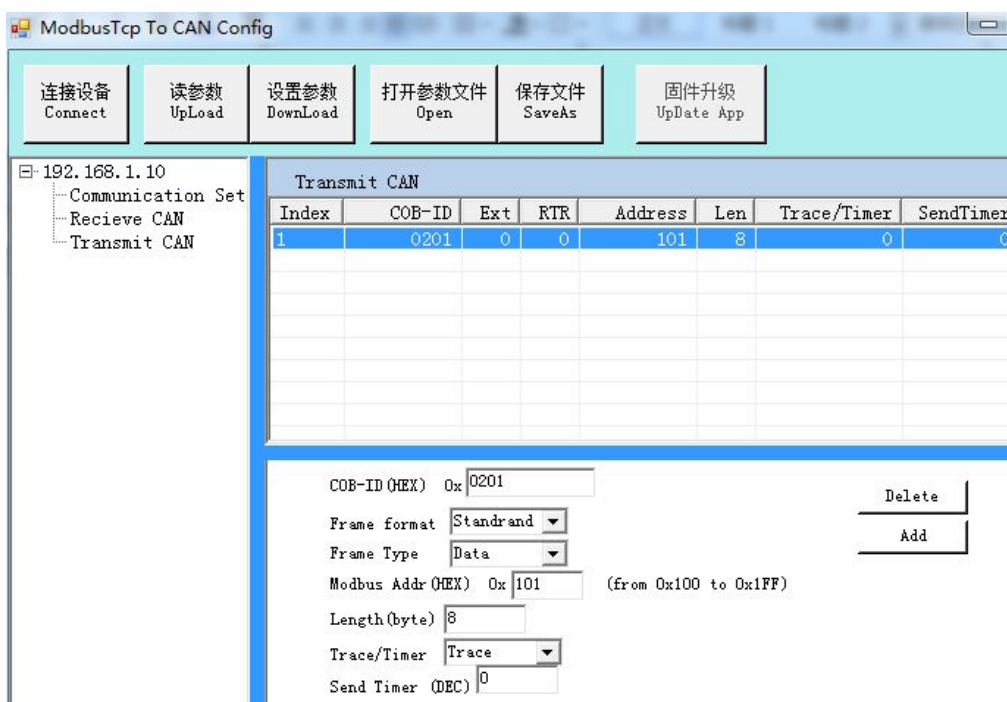 ModbusTcp To CAN Config
连接设备 读参数 设置参数 打开参数文件 保存文件 固件升级
Connect UpLoad DownLoad Open SaveAs UpDate App
192.168.1.10
Communication Set
Recieve CAN
Transmit CAN
Transmit CAN
Index COB-ID Ext RTR Address Len Trace/Timer SendTimer
1 0201 0 0 101 8 0 0
COB-ID(HEX) 0x 0201
Frame format Standrand
Frame Type Data
Modbus Addr(HEX) 0x 101 (from 0x100 to 0x1FF)
Length(byte) 8
Trace/Timer Trace
Send Timer (DEC) 0
Delete
Add